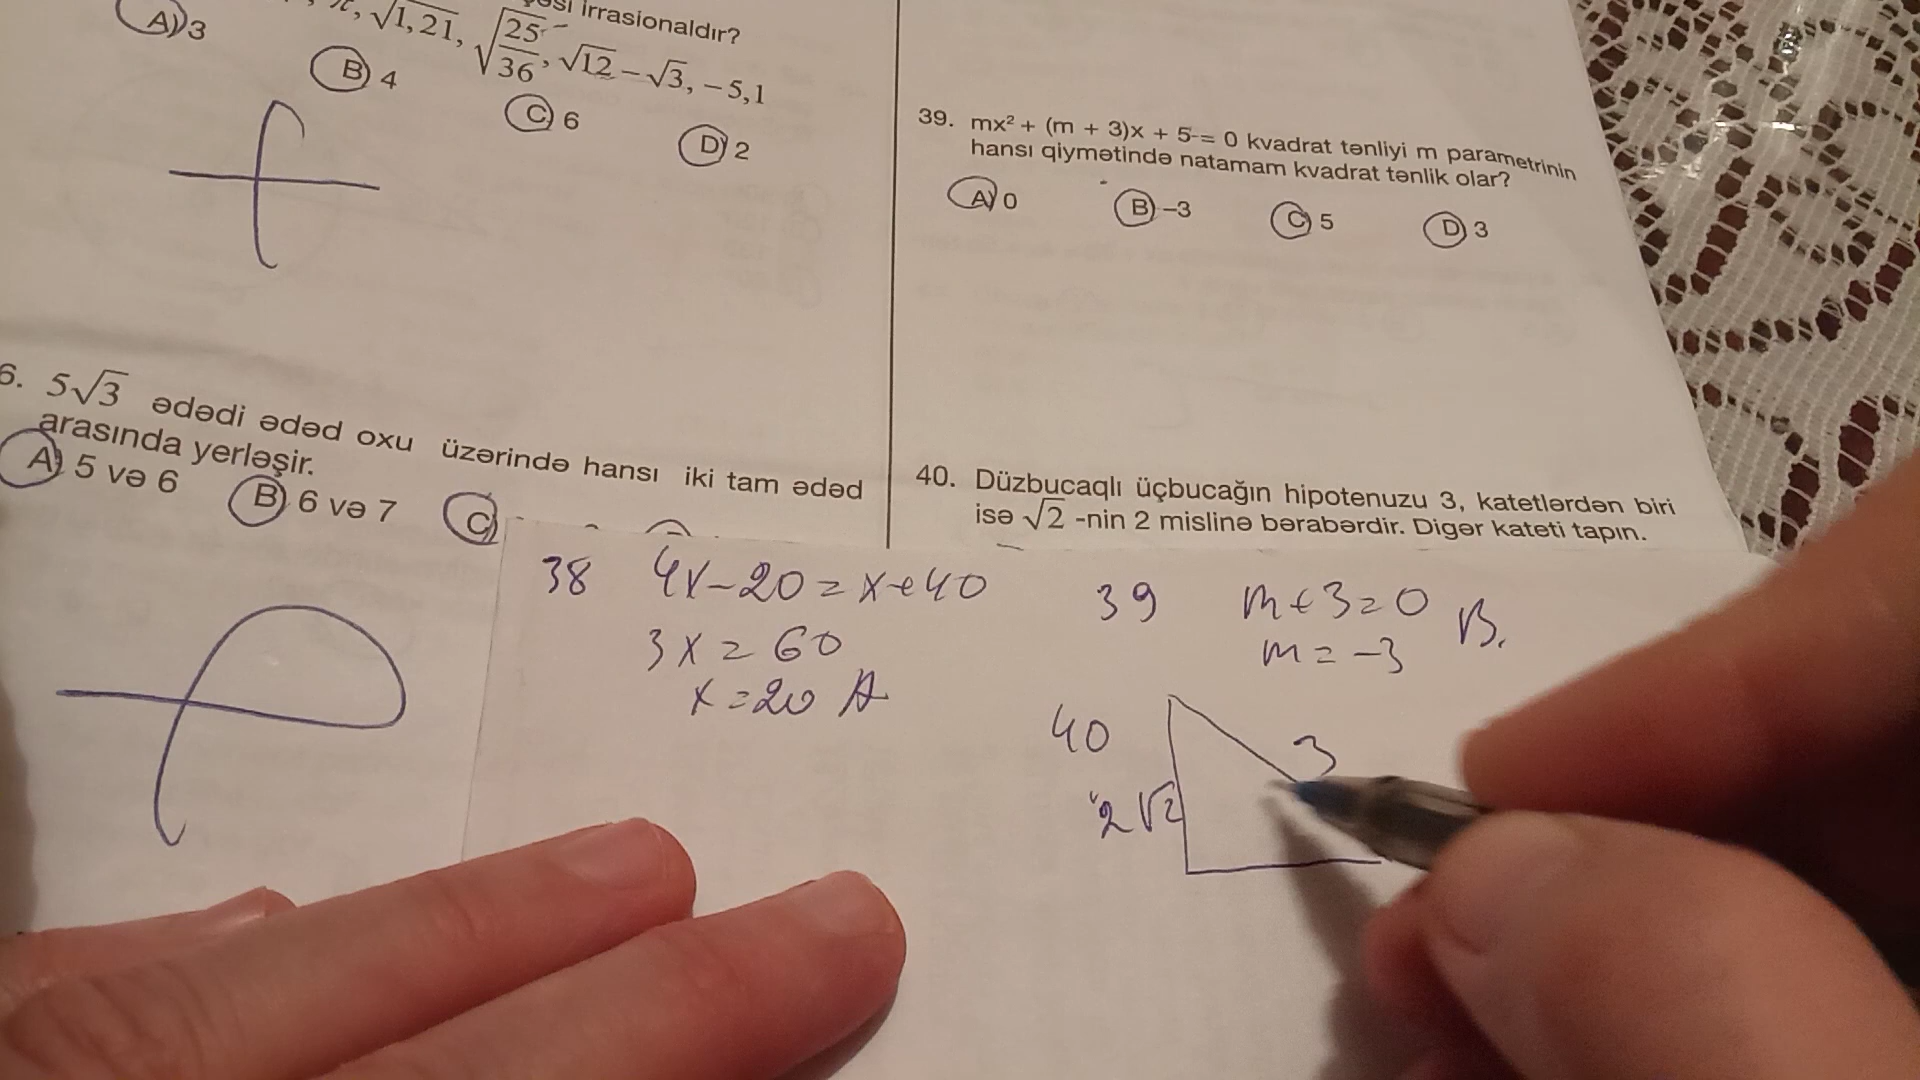 irrasionaldır?
π, √1,21, √25/36, √12 – √3, – 5,1
A) 3
B) 4
C) 6
D) 2
6. 5√3 ədədi ədəd oxu üzərində hansı iki tam ədəd
arasında yerləşir.
A) 5 və 6
B) 6 və 7
C)
39. mx² + (m + 3)x + 5 = 0 kvadrat tənliyi m parametrinin
hansı qiymətində natamam kvadrat tənlik olar?
A) 0
B) –3
C) 5
D) 3
40. Düzbucaqlı üçbucağın hipotenuzu 3, katetlərdən biri
isə √2 -nin 2 mislinə bərabərdir. Digər kateti tapın.
38 4x – 20 = x + 40
3x = 60
x = 20 A
39 m + 3 = 0 B.
m = –3
40
3
2√2